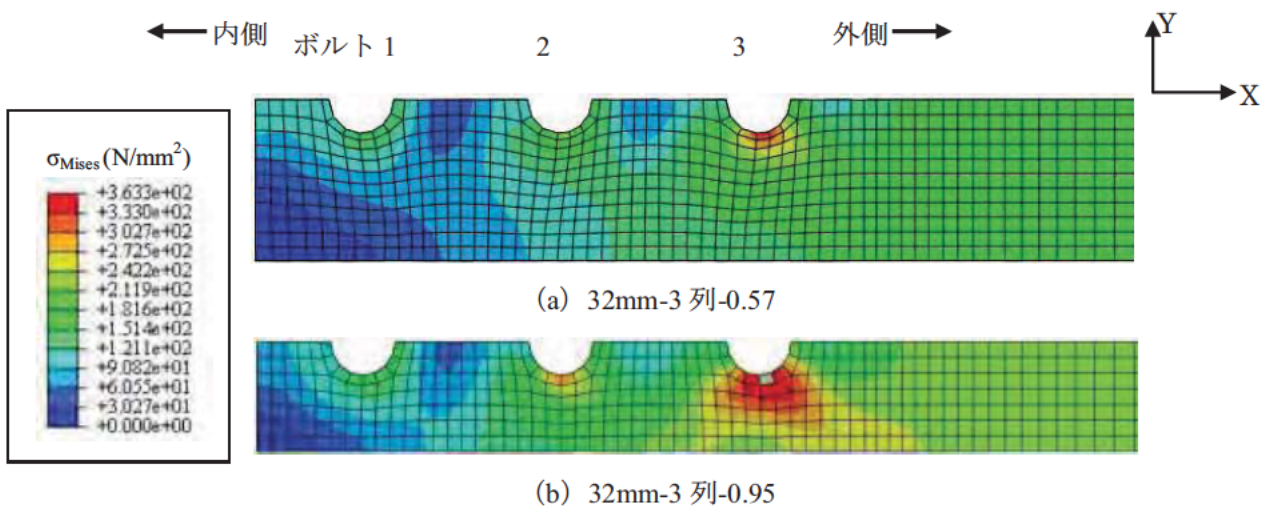 内側 ボルト 1 2 3 外側 Y
X
σMises (N/mm²)
+3.633e+02
+3.330e+02
+3.027e+02
+2.725e+02
+2.422e+02
+2.119e+02
+1.816e+02
+1.514e+02
+1.211e+02
+9.082e+01
+6.055e+01
+3.027e+01
+0.000e+00
(a) 32mm-3 列-0.57
(b) 32mm-3 列-0.95